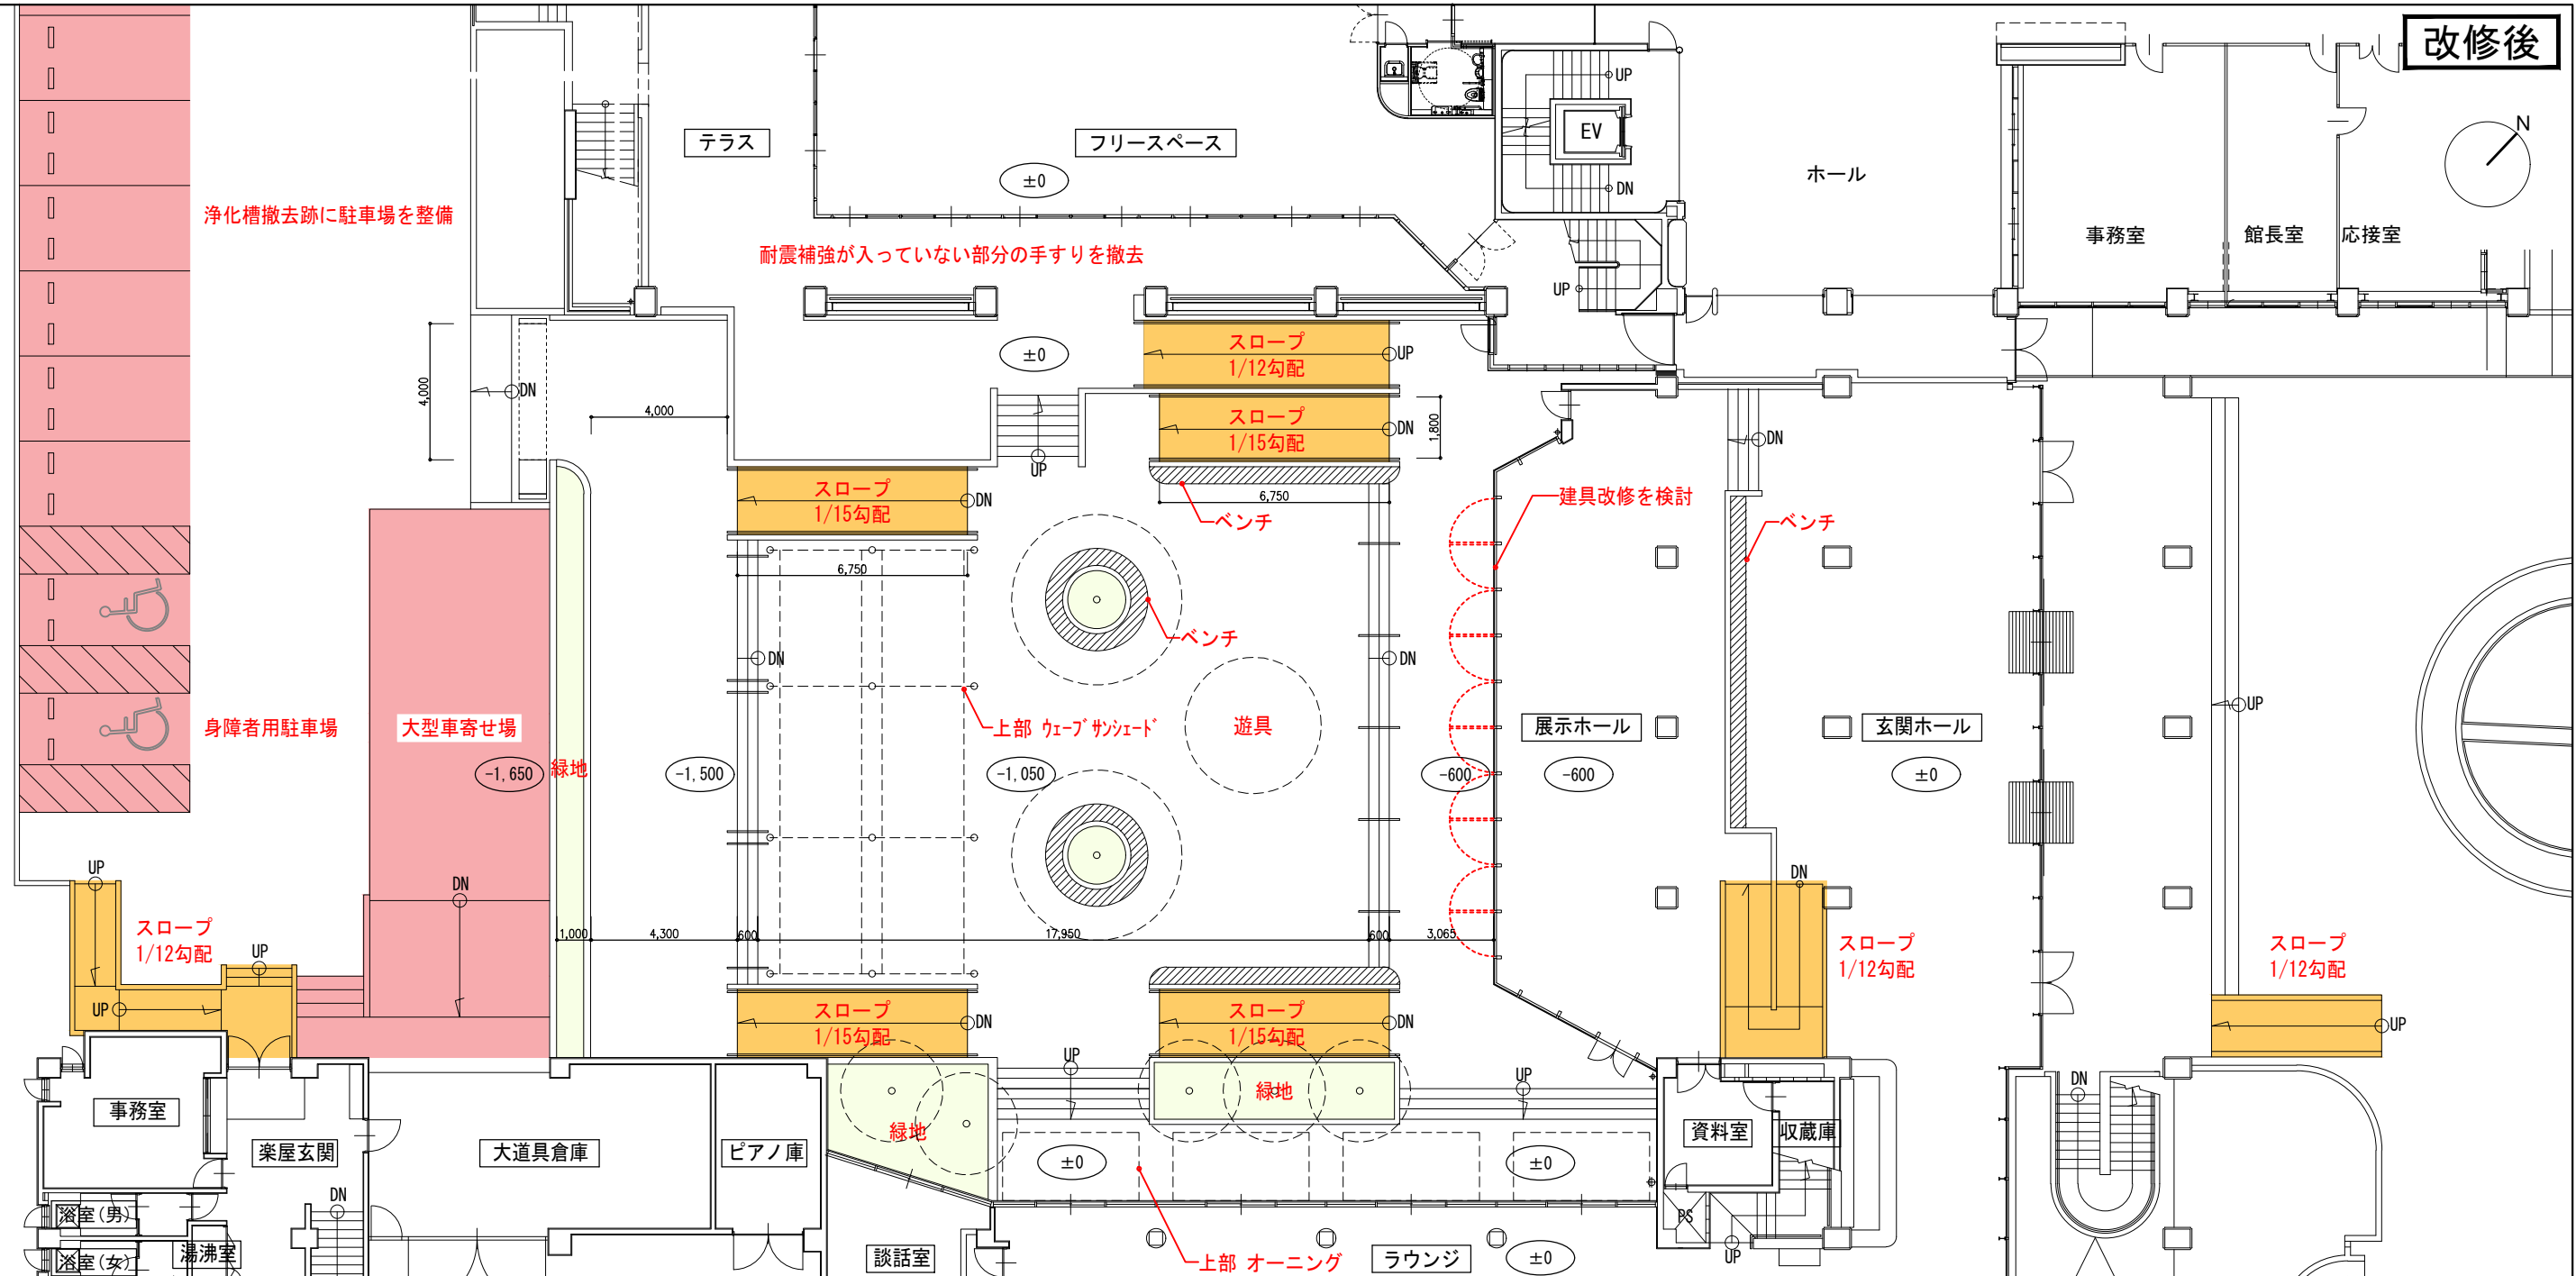 改修後
UP
EV
DN
N
テラス
フリースペース
±0
ホール
事務室
館長室
応接室
浄化槽撤去跡に駐車場を整備
耐震補強が入っていない部分の手すりを撤去
UP
±0
スロープ
1/12勾配
UP
4,000
DN
4,000
スロープ
1/15勾配
DN
1,800
DN
UP
スロープ
1/15勾配
DN
6,750
ベンチ
建具改修を検討
ベンチ
6,750
ベンチ
DN
DN
UP
身障者用駐車場
大型車寄せ場
上部 ウェーブサンシェード
遊具
展示ホール
玄関ホール
-1,650
緑地
-1,500
-1,050
-600
-600
±0
UP
DN
DN
スロープ
1/12勾配
UP
1,000
4,300
600
17,950
600
3,065
スロープ
1/12勾配
スロープ
1/12勾配
UP
スロープ
1/15勾配
DN
スロープ
1/15勾配
DN
UP
UP
UP
DN
緑地
事務室
楽屋玄関
大道具倉庫
ピアノ庫
緑地
資料室
収蔵庫
±0
±0
DN
浴室(男)
PS
浴室(女)
湯沸室
談話室
上部 オーニング
ラウンジ
±0
UP